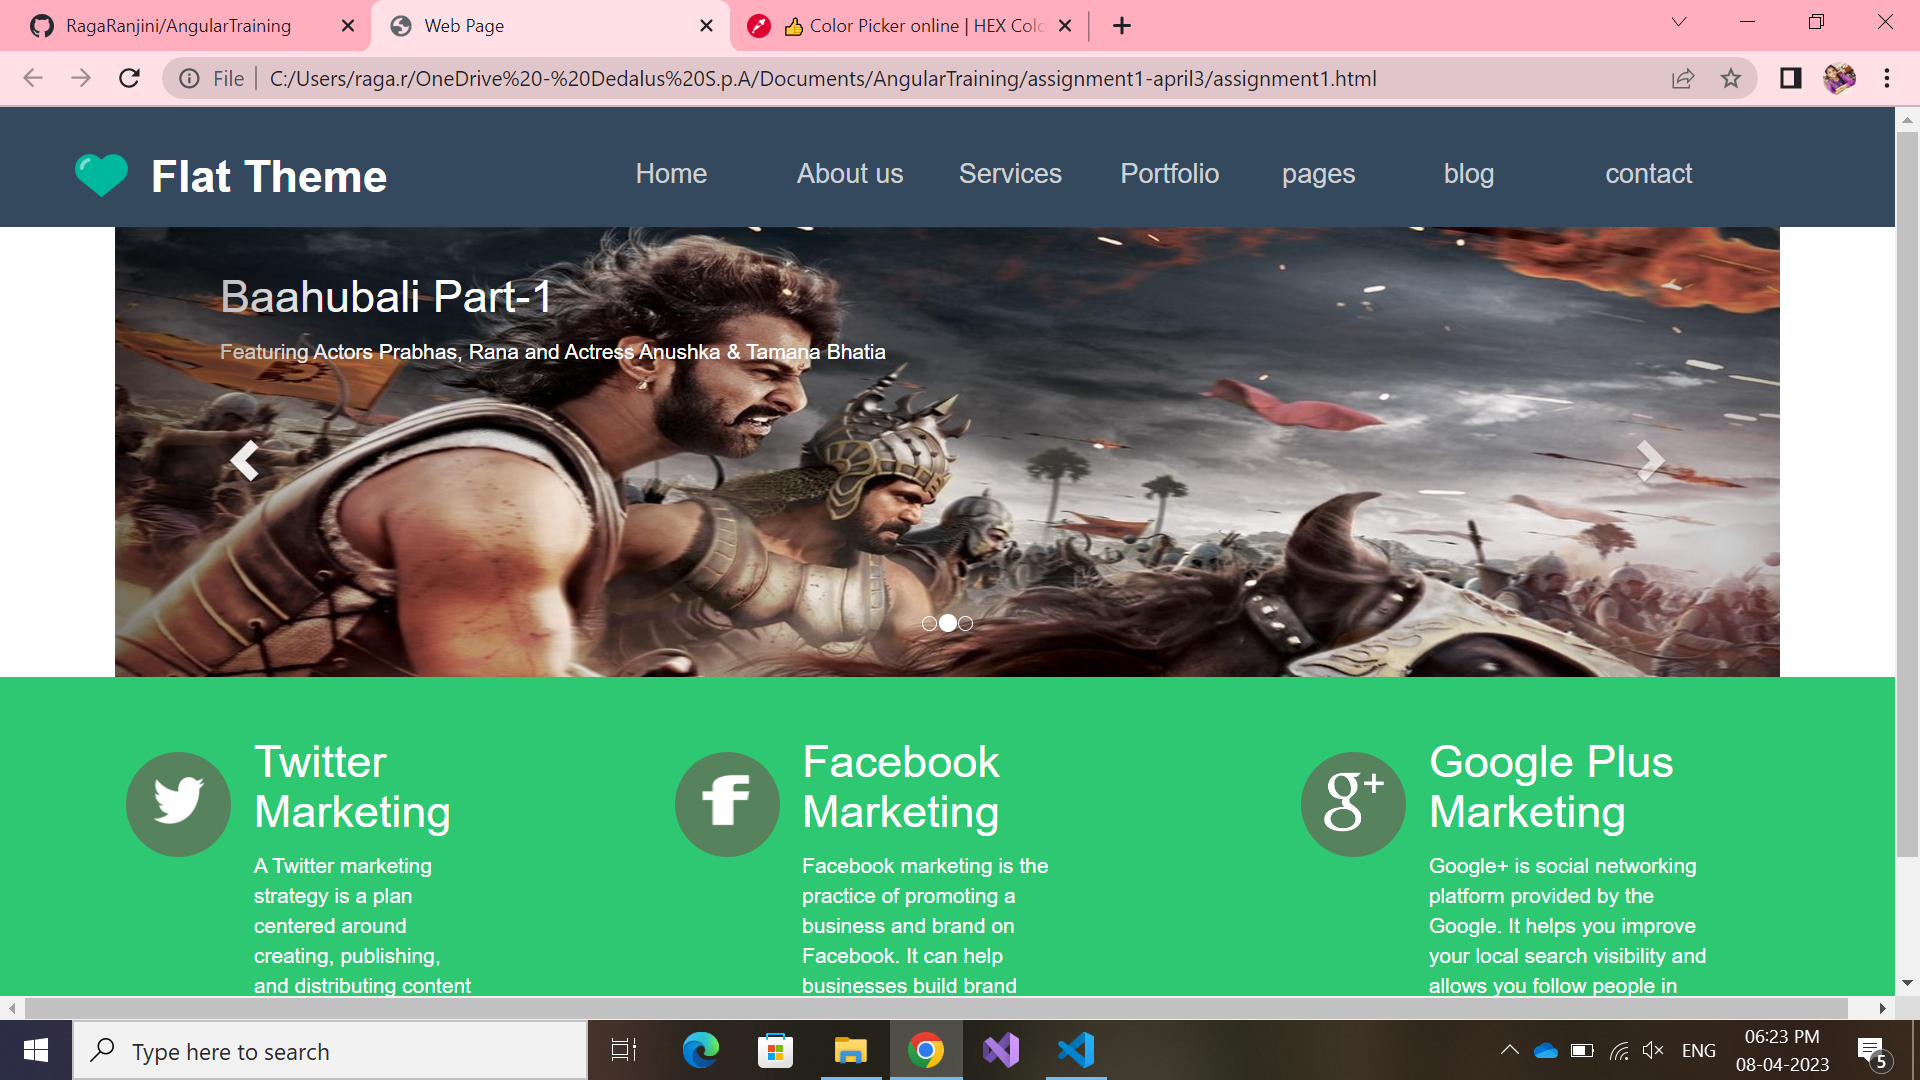 RagaRanjini/AngularTraining
Web Page
Color Picker online | HEX Colo
File
C:/Users/raga.r/OneDrive%20-%20Dedalus%20S.p.A/Documents/AngularTraining/assignment1-april3/assignment1.html
Flat Theme
Home
About us
Services
Portfolio
pages
blog
contact
Baahubali Part-1
Featuring Actors Prabhas, Rana and Actress Anushka & Tamana Bhatia
Twitter
Marketing
A Twitter marketing
strategy is a plan
centered around
creating, publishing,
and distributing content
f
Facebook
Marketing
Facebook marketing is the
practice of promoting a
business and brand on
Facebook. It can help
businesses build brand
g+
Google Plus
Marketing
Google+ is social networking
platform provided by the
Google. It helps you improve
your local search visibility and
allows you follow people in
Type here to search
ENG
06:23 PM
08-04-2023
5